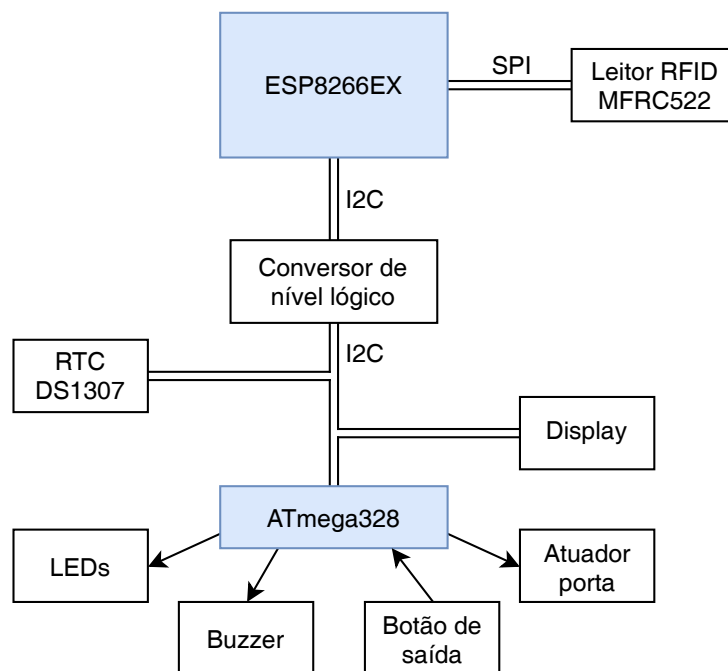 ESP8266EX
SPI
Leitor RFID
MFRC522
I2C
Conversor de
nível lógico
I2C
RTC
DS1307
Display
ATmega328
LEDs
Buzzer
Botão de
saída
Atuador
porta